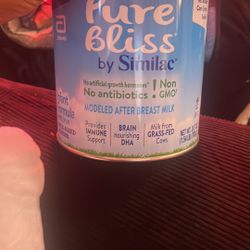 Pure
Bliss®
by Similac®
No artificial growth hormones*
No antibiotics
Non
GMO
Abbott
MODELED AFTER BREAST MILK
Provides
IMMUNE
Support
BRAIN
nourishing
DHA
Milk from
GRASS-FED
Cows